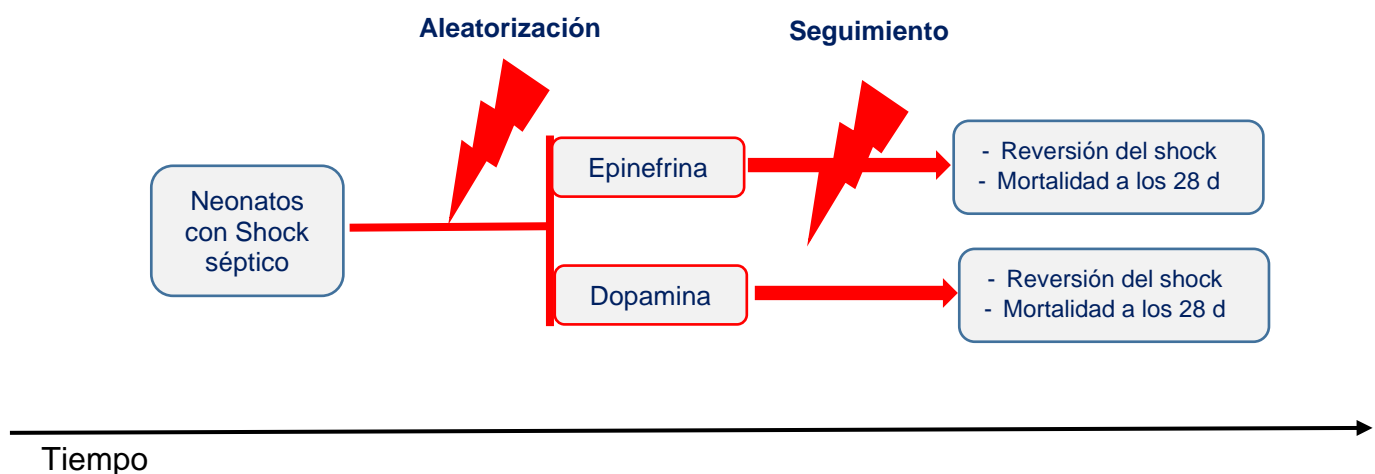 Aleatorización
Seguimiento
Neonatos
con Shock
séptico
Epinefrina
- Reversión del shock
- Mortalidad a los 28 d
Dopamina
- Reversión del shock
- Mortalidad a los 28 d
Tiempo